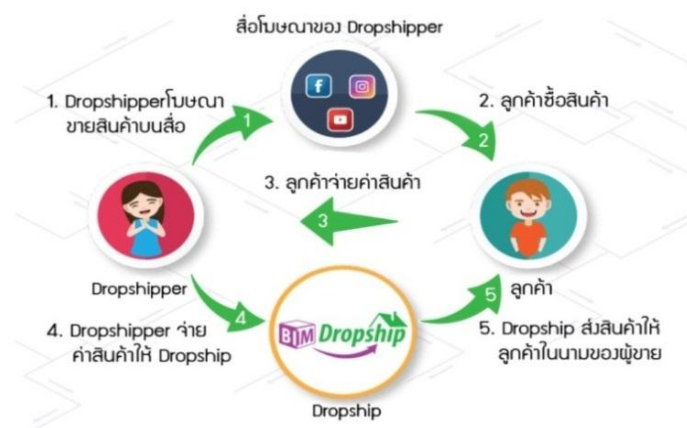 สื่อโฆษณาของ Dropshipper
1. Dropshipperโฆษณา
ขายสินค้าบนสื่อ
1
2. ลูกค้าซื้อสินค้า
2
3. ลูกค้าจ่ายค่าสินค้า
3
Dropshipper
ลูกค้า
4. Dropshipper จ่าย
ค่าสินค้าให้ Dropship
4
BIM Dropship
5
5. Dropship ส่งสินค้าให้
ลูกค้าในนามของผู้ขาย
Dropship